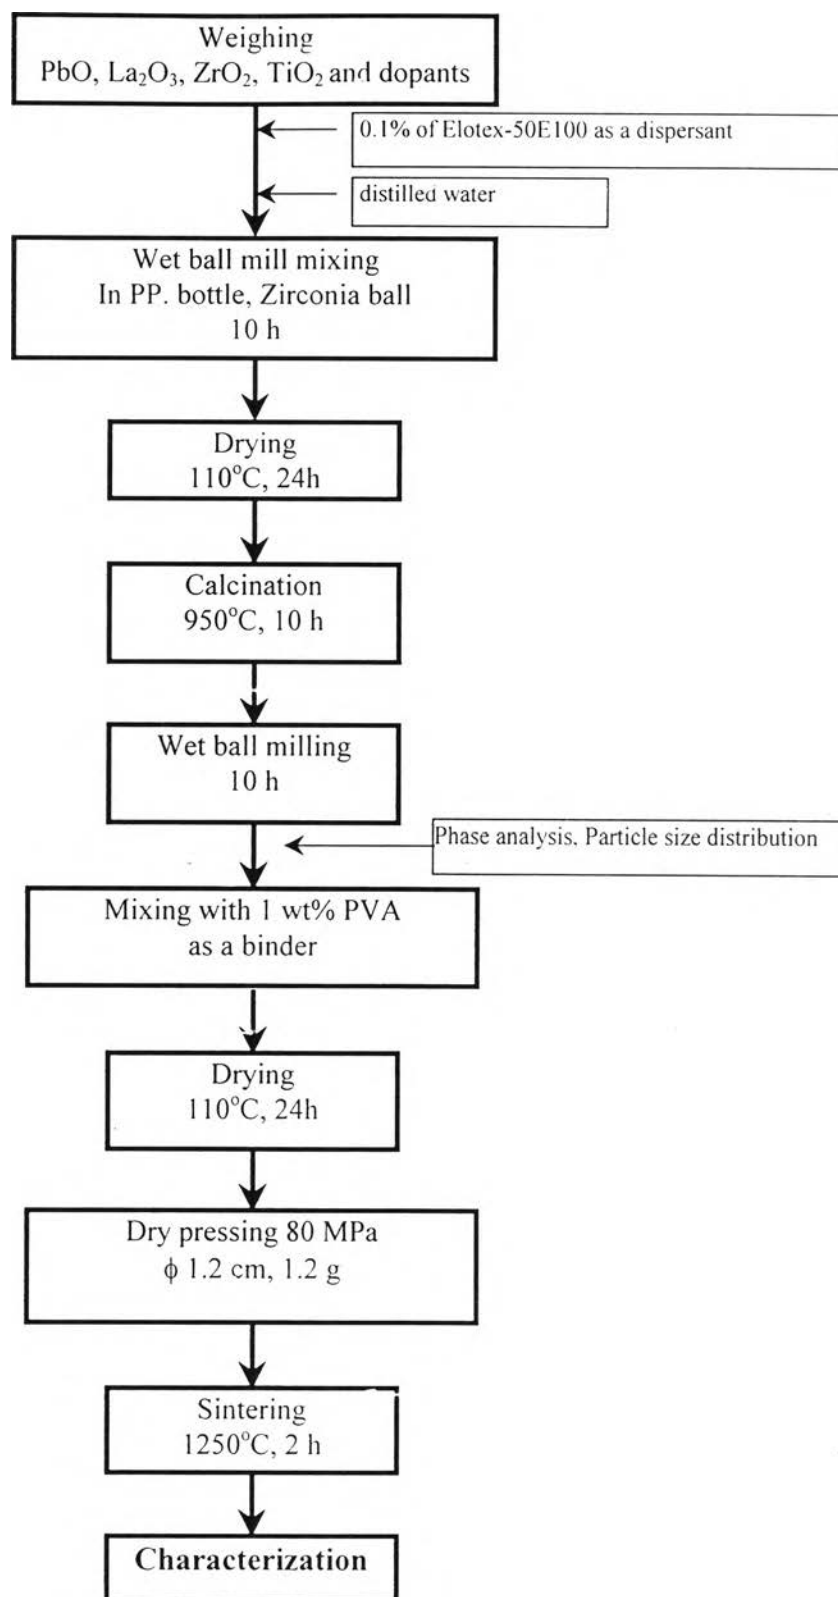 Weighing
PbO, La₂O₃, ZrO₂, TiO₂ and dopants
0.1% of Elotex-50E100 as a dispersant
distilled water
Wet ball mill mixing
In PP. bottle, Zirconia ball
10 h
Drying
110°C, 24h
Calcination
950°C, 10 h
Wet ball milling
10 h
Phase analysis, Particle size distribution
Mixing with 1 wt% PVA
as a binder
Drying
110°C, 24h
Dry pressing 80 MPa
ϕ 1.2 cm, 1.2 g
Sintering
1250°C, 2 h
Characterization